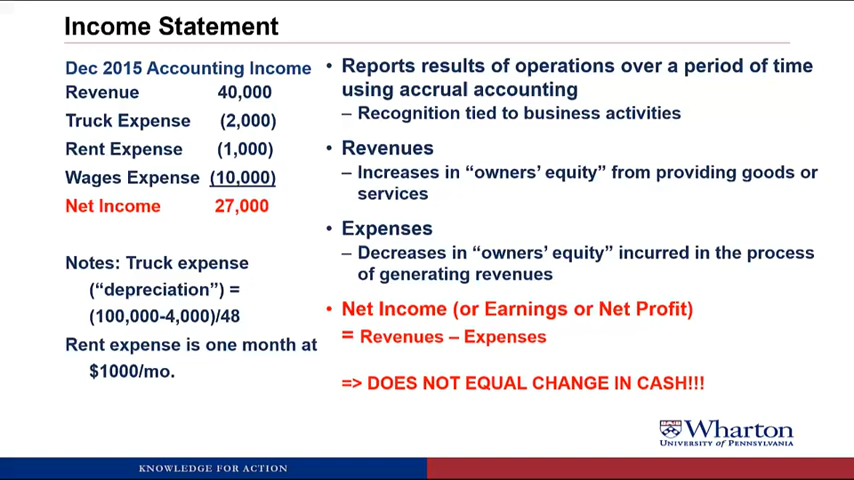 Income Statement
Dec 2015 Accounting Income
Revenue 40,000
Truck Expense (2,000)
Rent Expense (1,000)
Wages Expense (10,000)
Net Income 27,000
Notes: Truck expense
(“depreciation”) =
(100,000-4,000)/48
Rent expense is one month at
$1000/mo.
• Reports results of operations over a period of time
using accrual accounting
– Recognition tied to business activities
• Revenues
– Increases in “owners’ equity” from providing goods or
services
• Expenses
– Decreases in “owners’ equity” incurred in the process
of generating revenues
• Net Income (or Earnings or Net Profit)
= Revenues – Expenses
=> DOES NOT EQUAL CHANGE IN CASH!!!
Wharton
UNIVERSITY OF PENNSYLVANIA
KNOWLEDGE FOR ACTION